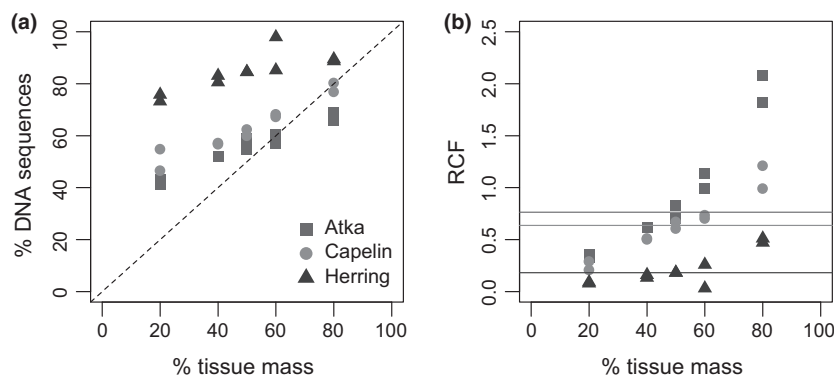 (a)
100
80
60
40
20
0
% DNA sequences
Atka
Capelin
Herring
0 20 40 60 80 100
% tissue mass
(b)
2.5
2.0
1.5
1.0
0.5
0.0
RCF
0 20 40 60 80 100
% tissue mass